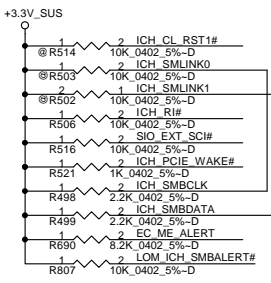 +3.3V_SUS
1 2 ICH_CL_RST1#
@R514 10K_0402_5%~D
1 2 ICH_SMLINK0
@R503 10K_0402_5%~D
2 1 ICH_SMLINK1
@R502 10K_0402_5%~D
1 2 ICH_RI#
R506 10K_0402_5%~D
1 2 SIO_EXT_SCI#
R516 10K_0402_5%~D
1 2 ICH_PCIE_WAKE#
R521 1K_0402_5%~D
1 2 ICH_SMBCLK
R498 2.2K_0402_5%~D
1 2 ICH_SMBDATA
R499 2.2K_0402_5%~D
1 2 EC_ME_ALERT
R690 8.2K_0402_5%~D
1 2 LOM_ICH_SMBALERT#
R807 10K_0402_5%~D